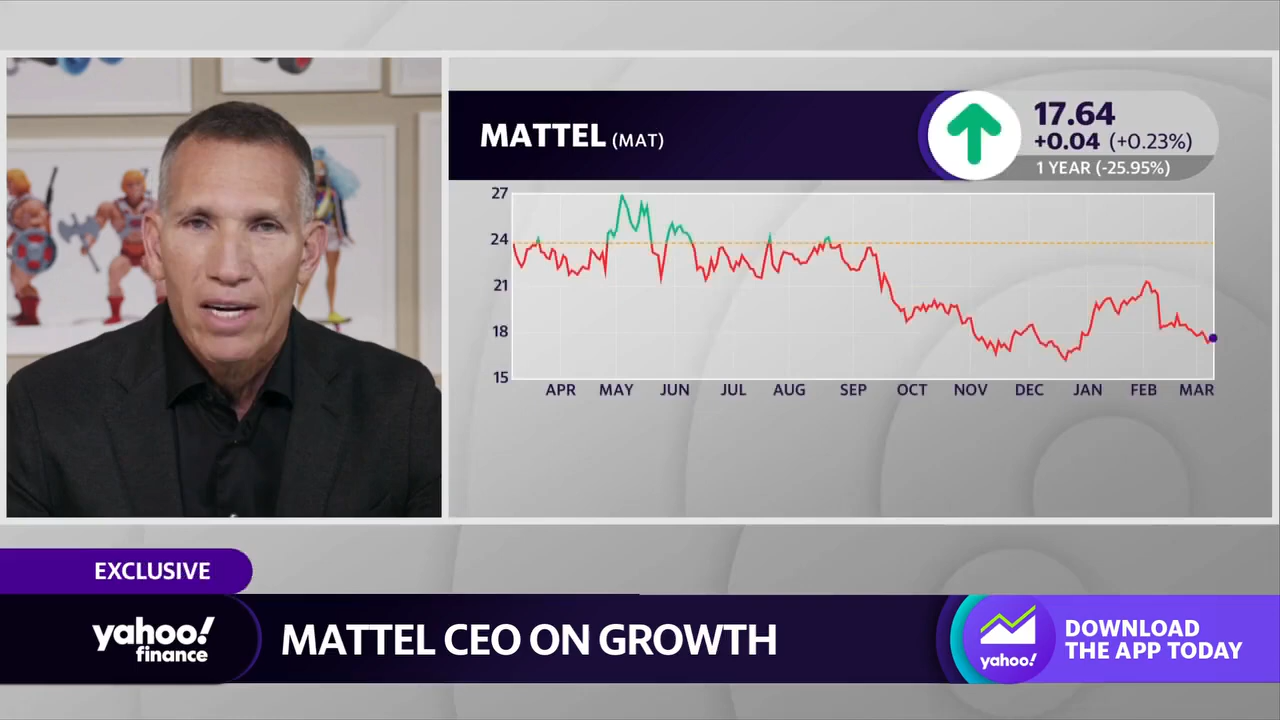 MATTEL (MAT)
17.64
+0.04 (+0.23%)
1 YEAR (-25.95%)
27
24
21
18
15
APR MAY JUN JUL AUG SEP OCT NOV DEC JAN FEB MAR
EXCLUSIVE
yahoo!
finance
MATTEL CEO ON GROWTH
yahoo!
DOWNLOAD
THE APP TODAY